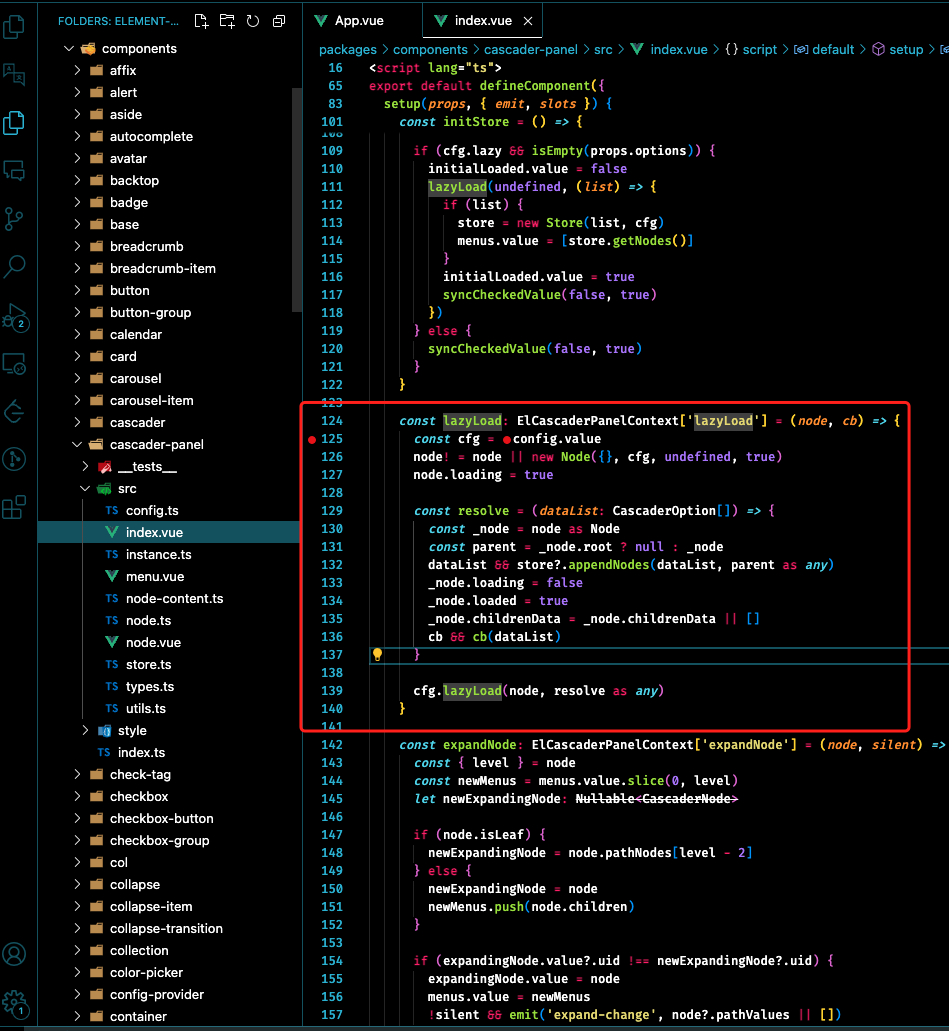 FOLDERS: ELEMENT-...
components
affix
alert
aside
autocomplete
avatar
backtop
badge
base
breadcrumb
breadcrumb-item
button
button-group
calendar
card
carousel
carousel-item
cascader
cascader-panel
__tests__
src
TS config.ts
index.vue
TS instance.ts
menu.vue
TS node-content.ts
TS node.ts
node.vue
TS store.ts
TS types.ts
TS utils.ts
style
TS index.ts
check-tag
checkbox
checkbox-button
checkbox-group
col
collapse
collapse-item
collapse-transition
collection
color-picker
config-provider
container
2
1
App.vue
index.vue ×
packages > components > cascader-panel > src > index.vue > {} script > default > setup >
16 <script lang="ts">
65 export default defineComponent({
83 setup(props, { emit, slots }) {
101 const initStore = () => {
108
109 if (cfg.lazy && isEmpty(props.options)) {
110 initialLoaded.value = false
111 lazyLoad(undefined, (list) => {
112 if (list) {
113 store = new Store(list, cfg)
114 menus.value = [store.getNodes()]
115 }
116 initialLoaded.value = true
117 syncCheckedValue(false, true)
118 })
119 } else {
120 syncCheckedValue(false, true)
121 }
122 }
123
124 const lazyLoad: ElCascaderPanelContext['lazyLoad'] = (node, cb) => {
125 const cfg = config.value
126 node! = node || new Node({}, cfg, undefined, true)
127 node.loading = true
128
129 const resolve = (dataList: CascaderOption[]) => {
130 const _node = node as Node
131 const parent = _node.root ? null : _node
132 dataList && store?.appendNodes(dataList, parent as any)
133 _node.loading = false
134 _node.loaded = true
135 _node.childrenData = _node.childrenData || []
136 cb && cb(dataList)
137 }
138
139 cfg.lazyLoad(node, resolve as any)
140 }
141
142 const expandNode: ElCascaderPanelContext['expandNode'] = (node, silent) =>
143 const { level } = node
144 const newMenus = menus.value.slice(0, level)
145 let newExpandingNode: Nullable<CascaderNode>
146
147 if (node.isLeaf) {
148 newExpandingNode = node.pathNodes[level - 2]
149 } else {
150 newExpandingNode = node
151 newMenus.push(node.children)
152 }
153
154 if (expandingNode.value?.uid !== newExpandingNode?.uid) {
155 expandingNode.value = node
156 menus.value = newMenus
157 !silent && emit('expand-change', node?.pathValues || [])